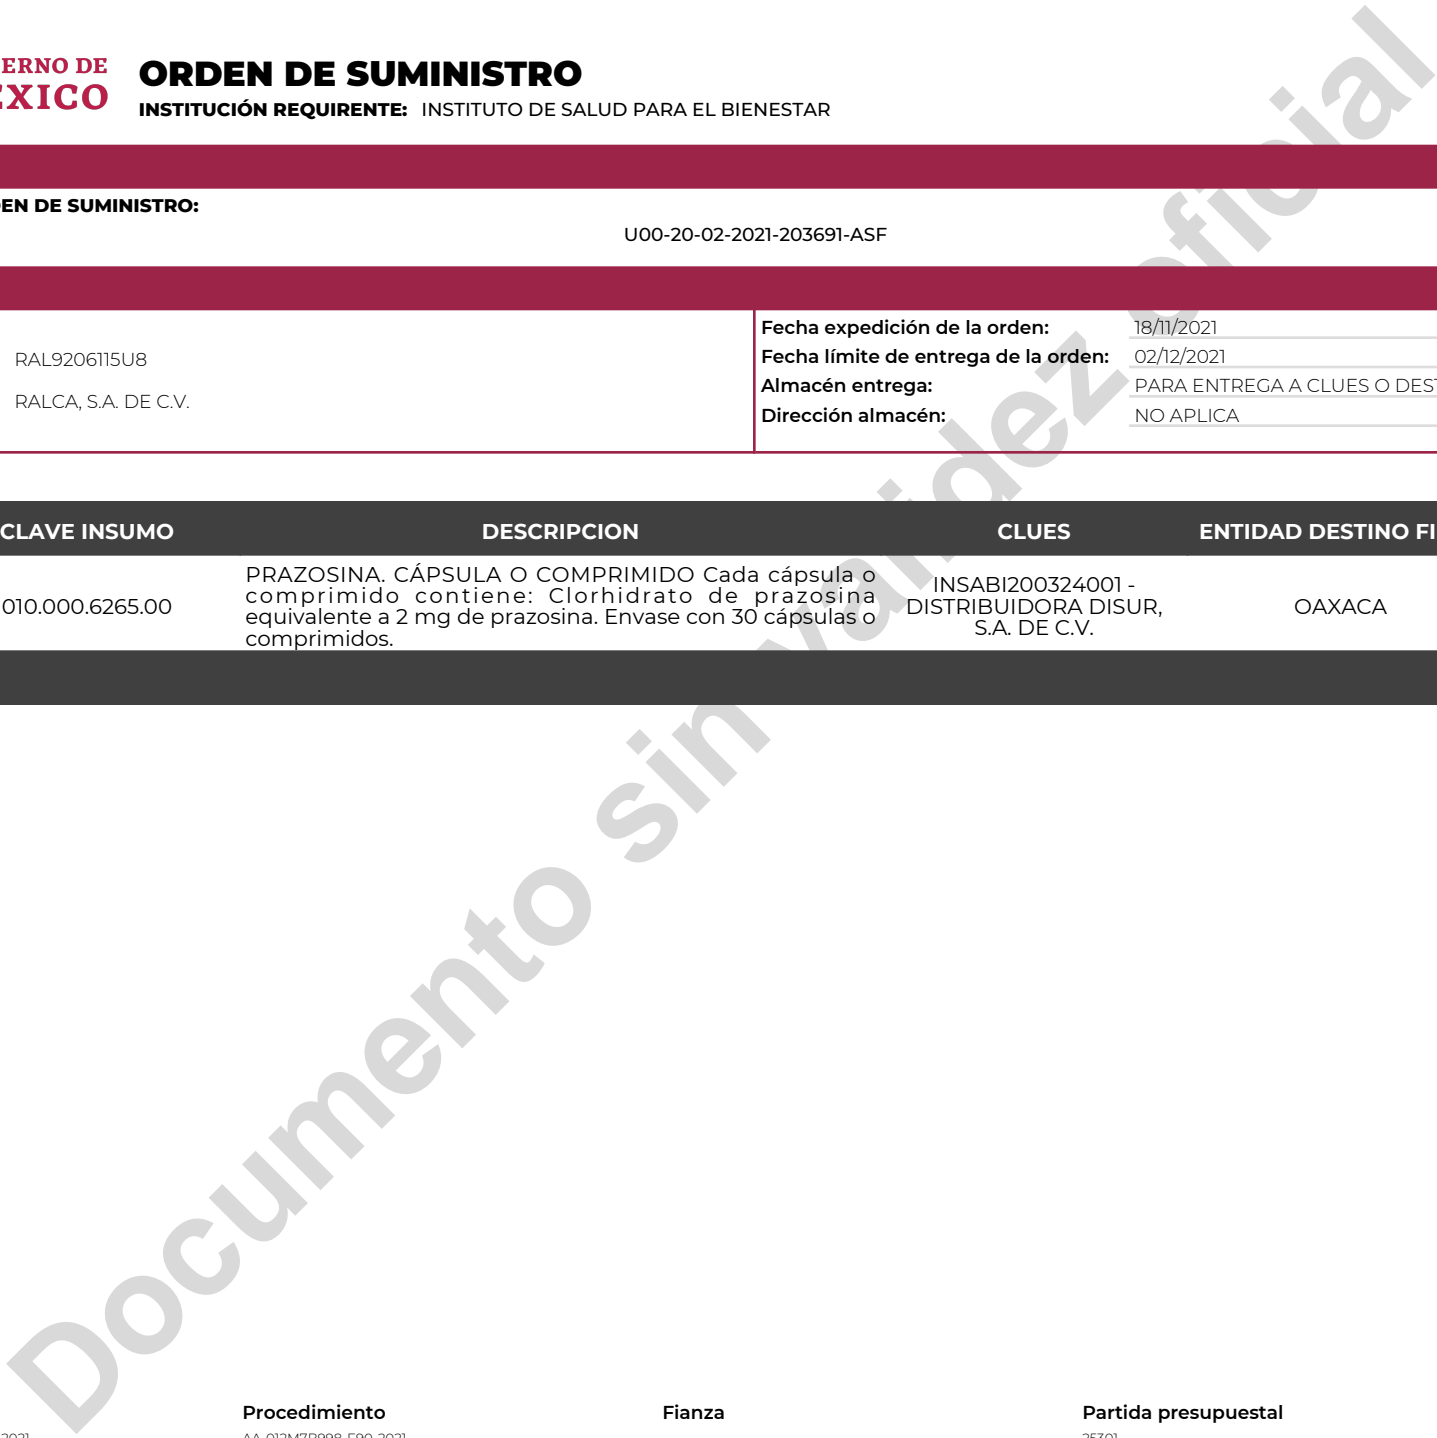 ERNO DE
EXICO
ORDEN DE SUMINISTRO
INSTITUCIÓN REQUIRENTE: INSTITUTO DE SALUD PARA EL BIENESTAR
EN DE SUMINISTRO:
U00-20-02-2021-203691-ASF
RAL9206115U8
RALCA, S.A. DE C.V.
Fecha expedición de la orden: 18/11/2021
Fecha límite de entrega de la orden: 02/12/2021
Almacén entrega: PARA ENTREGA A CLUES O DEST
Dirección almacén: NO APLICA
CLAVE INSUMO DESCRIPCION CLUES ENTIDAD DESTINO FI
010.000.6265.00
PRAZOSINA. CÁPSULA O COMPRIMIDO Cada cápsula o
comprimido contiene: Clorhidrato de prazosina
equivalente a 2 mg de prazosina. Envase con 30 cápsulas o
comprimidos.
INSABI200324001 -
DISTRIBUIDORA DISUR,
S.A. DE C.V.
OAXACA
Documento sin validez oficial
Procedimiento Fianza Partida presupuestal